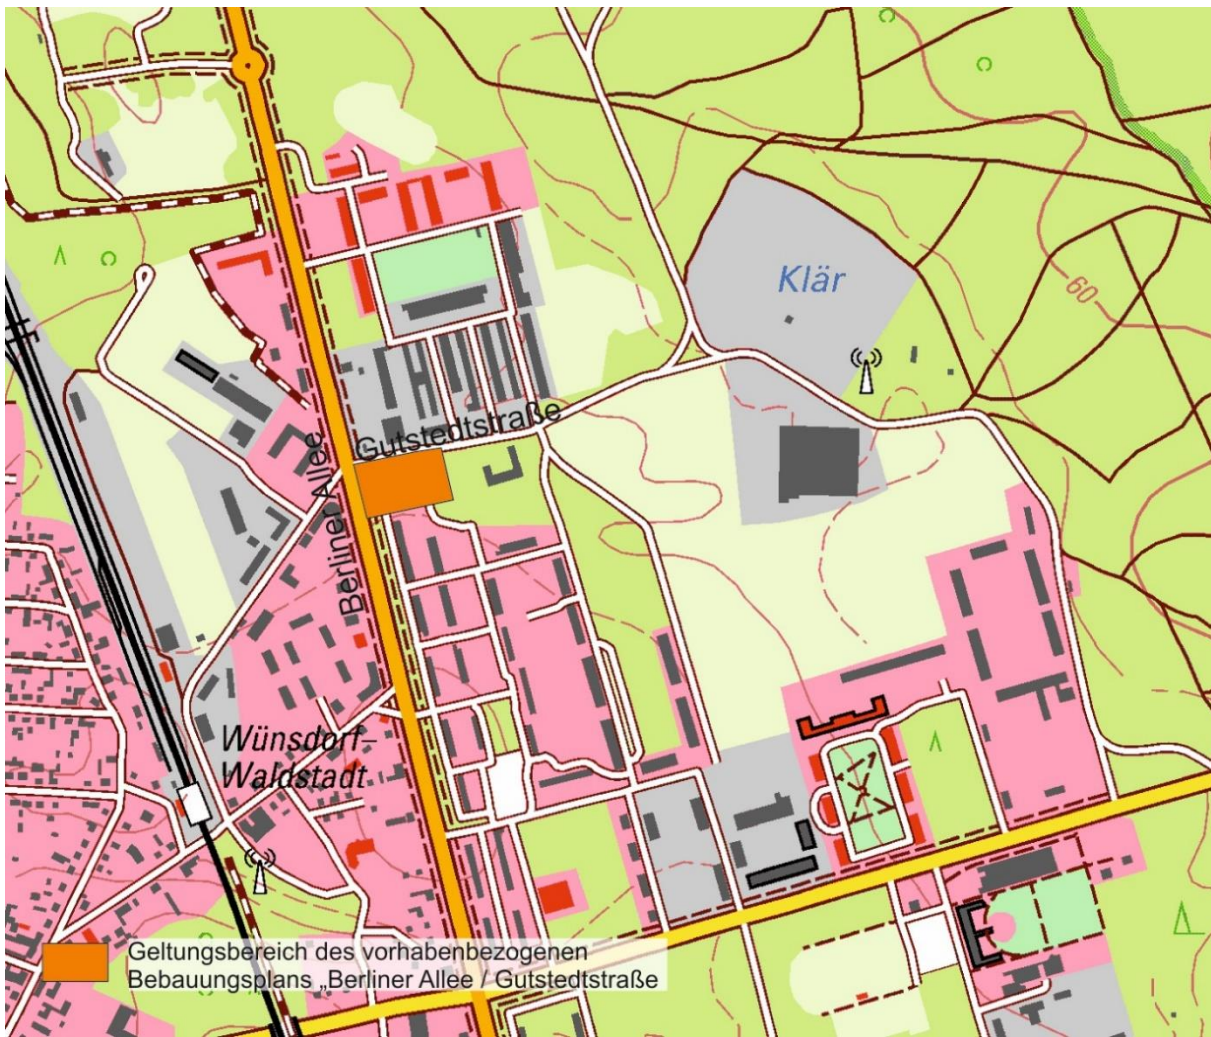 Klär
60
Gutstedtstraße
Berliner Allee
Wünsdorf-
Waldstadt
Geltungsbereich des vorhabenbezogenen
Bebauungsplans „Berliner Allee / Gutstedtstraße